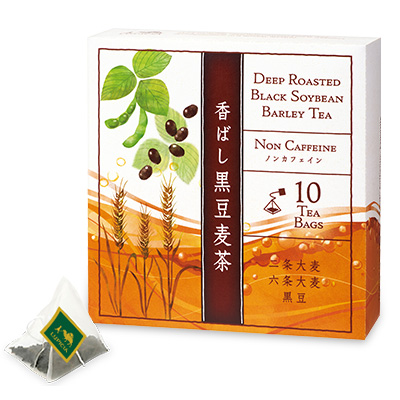 DEEP ROASTED
BLACK SOYBEAN
BARLEY TEA
NON CAFFEINE
ノンカフェイン
10
TEA
BAGS
香ばし黒豆麦茶
二条大麦
六条大麦
黒豆
LUPICIA